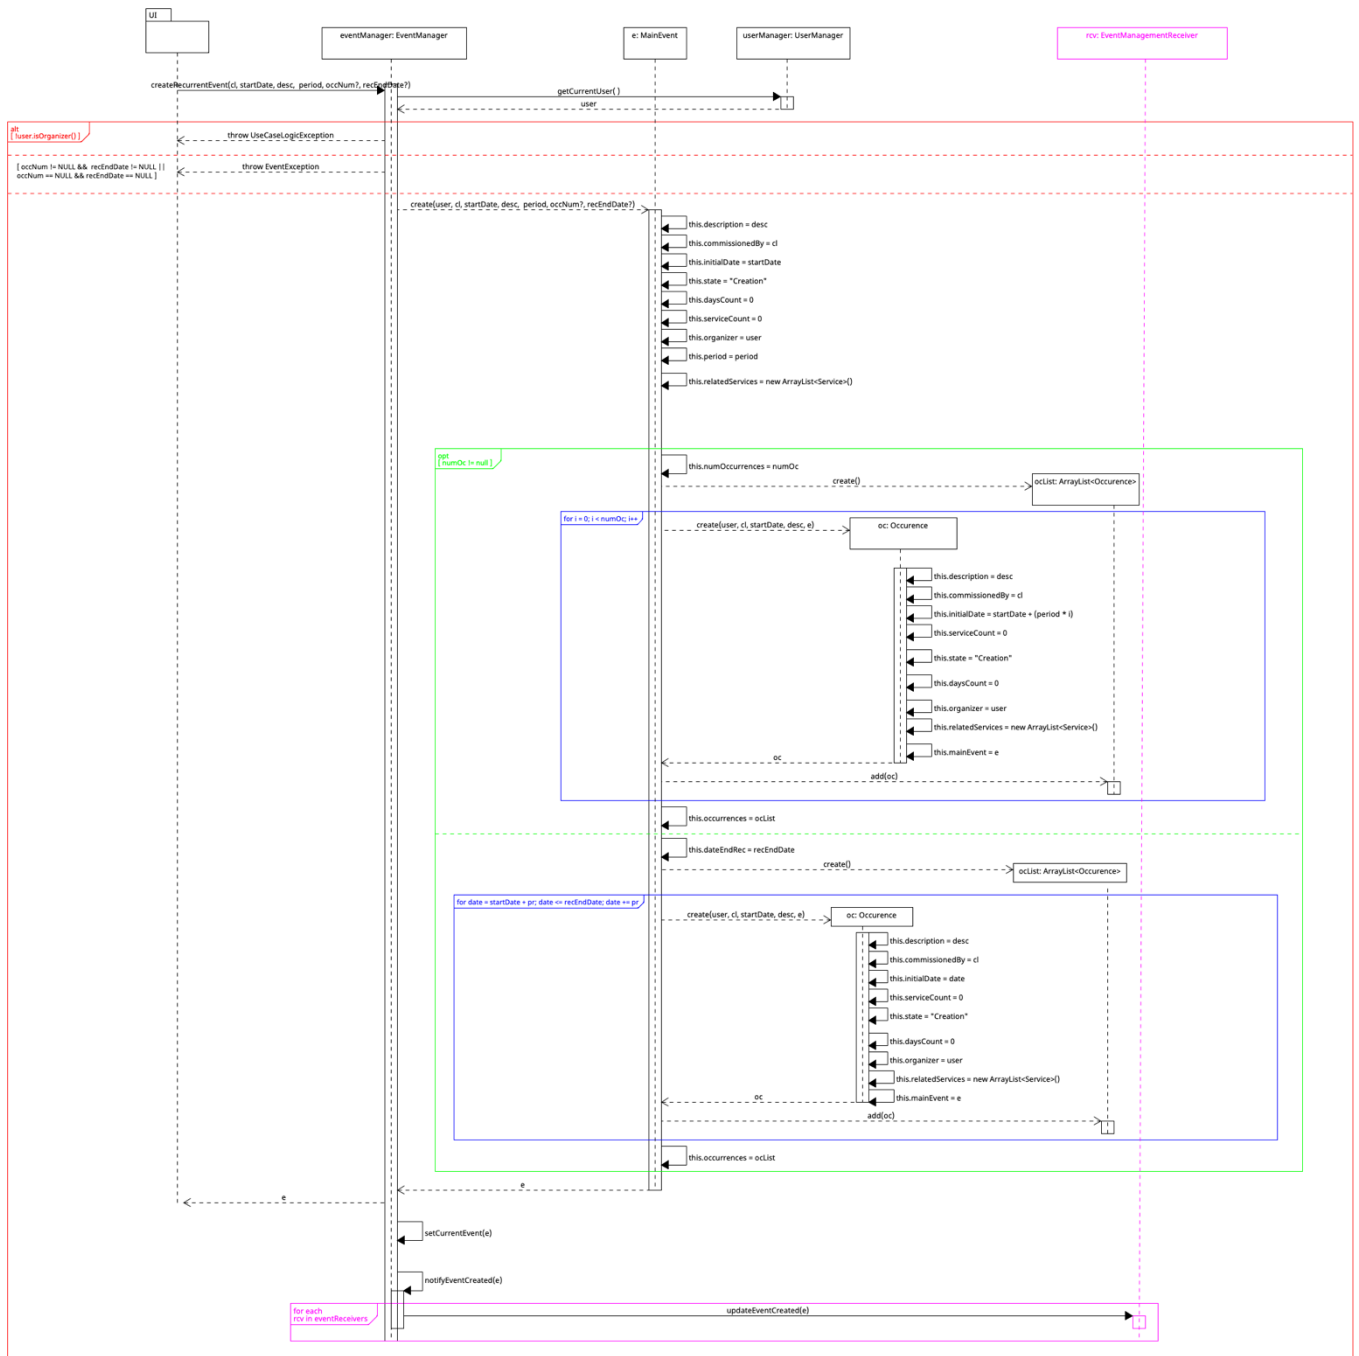 UI
eventManager: EventManager
e: MainEvent
userManager: UserManager
rcv: EventManagementReceiver
createRecurrentEvent(cl, startDate, desc,  period, occNum?, recEndDate?)
getCurrentUser( )
user
alt
[ !user.isOrganizer() ]
throw UseCaseLogicException
[ occNum != NULL &&  recEndDate != NULL | |
occNum == NULL && recEndDate == NULL ]
throw EventException
create(user, cl, startDate, desc,  period, occNum?, recEndDate?)
this.description = desc
this.commissionedBy = cl
this.initialDate = startDate
this.state = "Creation"
this.daysCount = 0
this.serviceCount = 0
this.organizer = user
this.period = period
this.relatedServices = new ArrayList<Service>()
opt
[ numOc != null ]
this.numOccurrences = numOc
create()
ocList: ArrayList<Occurence>
for i = 0; i < numOc; i++
create(user, cl, startDate, desc, e)
oc: Occurence
this.description = desc
this.commissionedBy = cl
this.initialDate = startDate + (period * i)
this.serviceCount = 0
this.state = "Creation"
this.daysCount = 0
this.organizer = user
this.relatedServices = new ArrayList<Service>()
this.mainEvent = e
oc
add(oc)
this.occurrences = ocList
this.dateEndRec = recEndDate
create()
ocList: ArrayList<Occurence>
for date = startDate + pr; date <= recEndDate; date += pr
create(user, cl, startDate, desc, e)
oc: Occurence
this.description = desc
this.commissionedBy = cl
this.initialDate = date
this.serviceCount = 0
this.state = "Creation"
this.daysCount = 0
this.organizer = user
this.relatedServices = new ArrayList<Service>()
this.mainEvent = e
oc
add(oc)
this.occurrences = ocList
e
e
setCurrentEvent(e)
notifyEventCreated(e)
for each
rcv in eventReceivers
updateEventCreated(e)